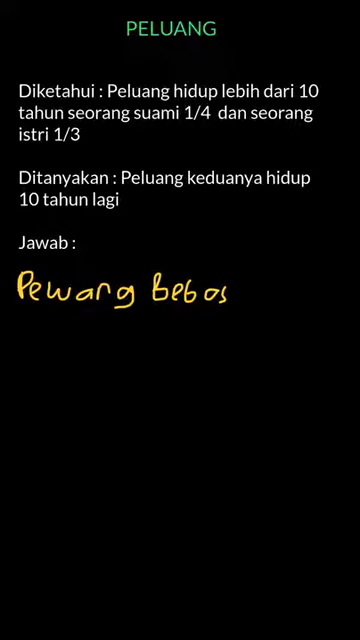 PELUANG
Diketahui : Peluang hidup lebih dari 10
tahun seorang suami 1/4 dan seorang
istri 1/3
Ditanyakan : Peluang keduanya hidup
10 tahun lagi
Jawab :
Peluang bebas